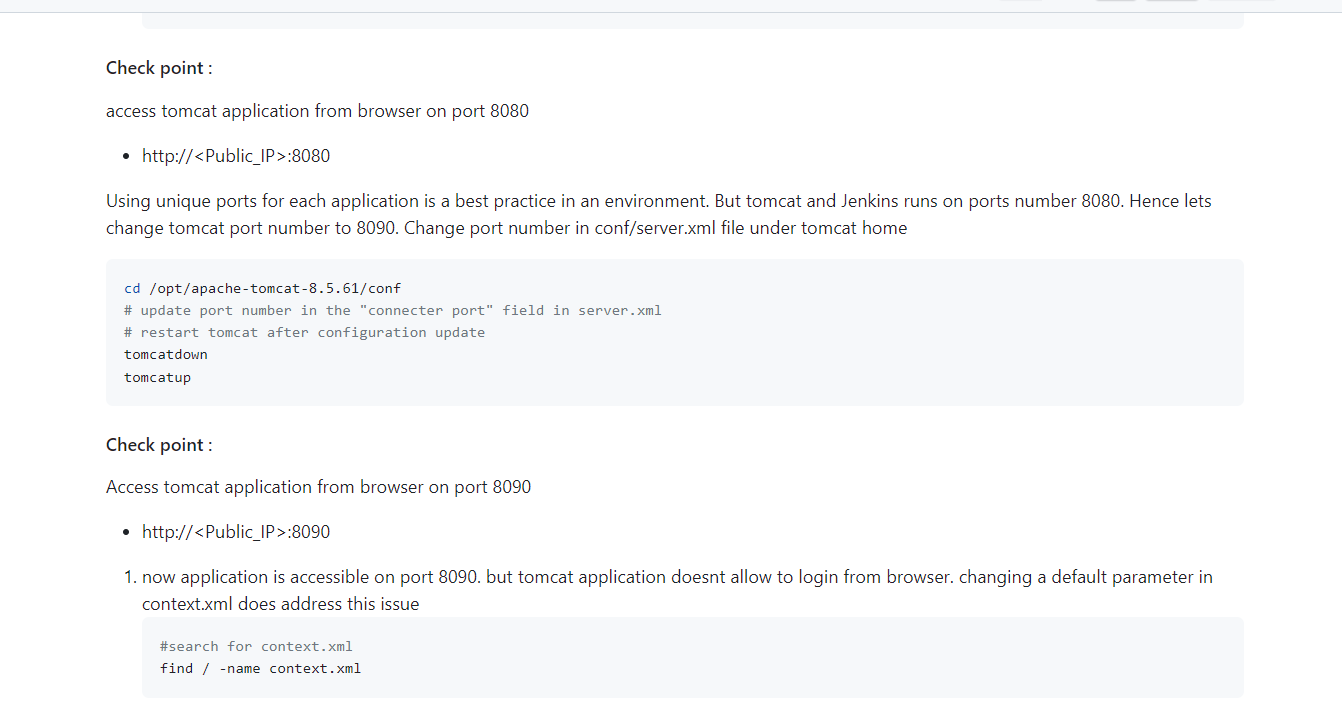 Check point :
access tomcat application from browser on port 8080
• http://<Public_IP>:8080
Using unique ports for each application is a best practice in an environment. But tomcat and Jenkins runs on ports number 8080. Hence lets
change tomcat port number to 8090. Change port number in conf/server.xml file under tomcat home
cd /opt/apache-tomcat-8.5.61/conf
# update port number in the "connecter port" field in server.xml
# restart tomcat after configuration update
tomcatdown
tomcatup
Check point :
Access tomcat application from browser on port 8090
• http://<Public_IP>:8090
1. now application is accessible on port 8090. but tomcat application doesnt allow to login from browser. changing a default parameter in
context.xml does address this issue
#search for context.xml
find / -name context.xml